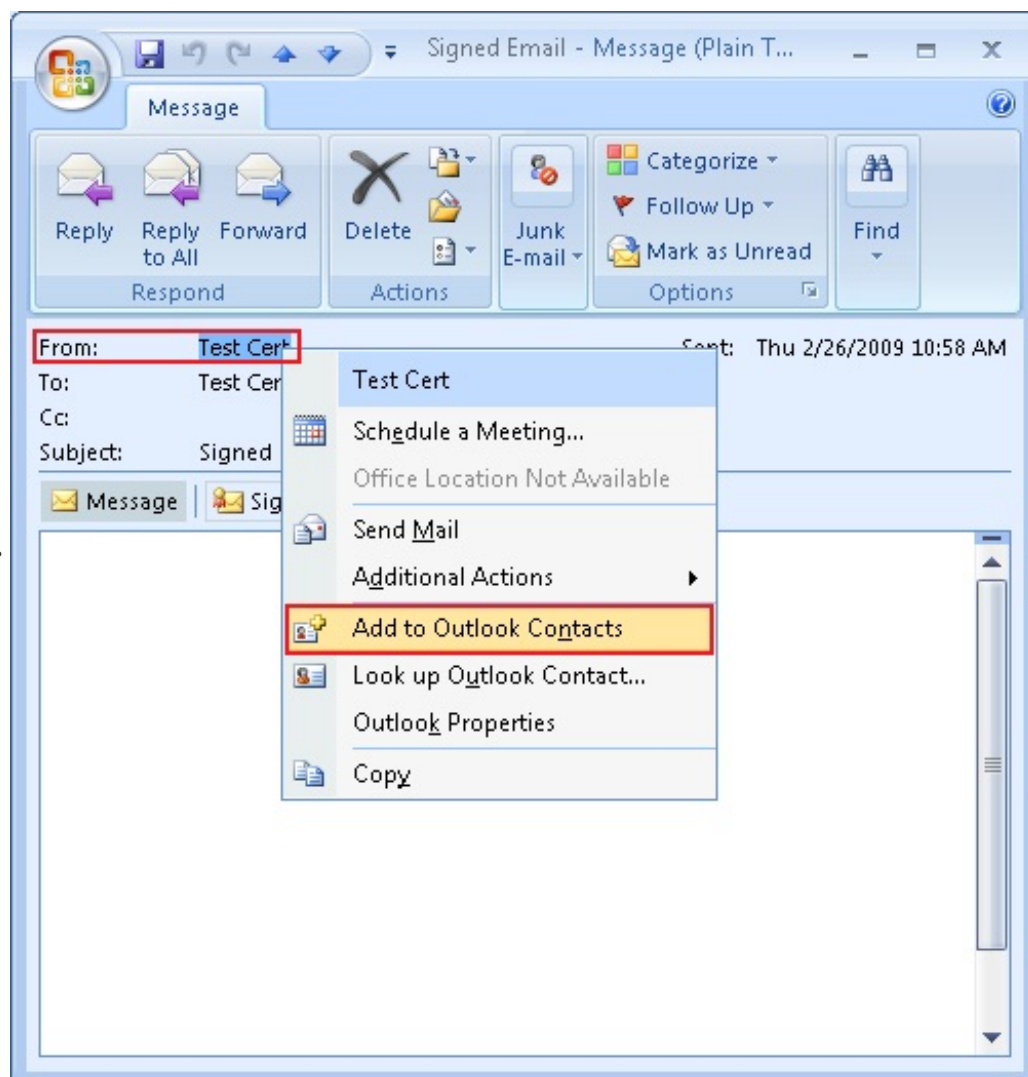 Signed Email - Message (Plain T...
Message
Reply
Reply to All
Forward
Respond
Delete
Actions
Junk E-mail
Categorize
Follow Up
Mark as Unread
Options
Find
From: Test Cert
Sent: Thu 2/26/2009 10:58 AM
To: Test Cer
Cc:
Subject: Signed
Message
Sig
Test Cert
Schedule a Meeting...
Office Location Not Available
Send Mail
Additional Actions
Add to Outlook Contacts
Look up Outlook Contact...
Outlook Properties
Copy